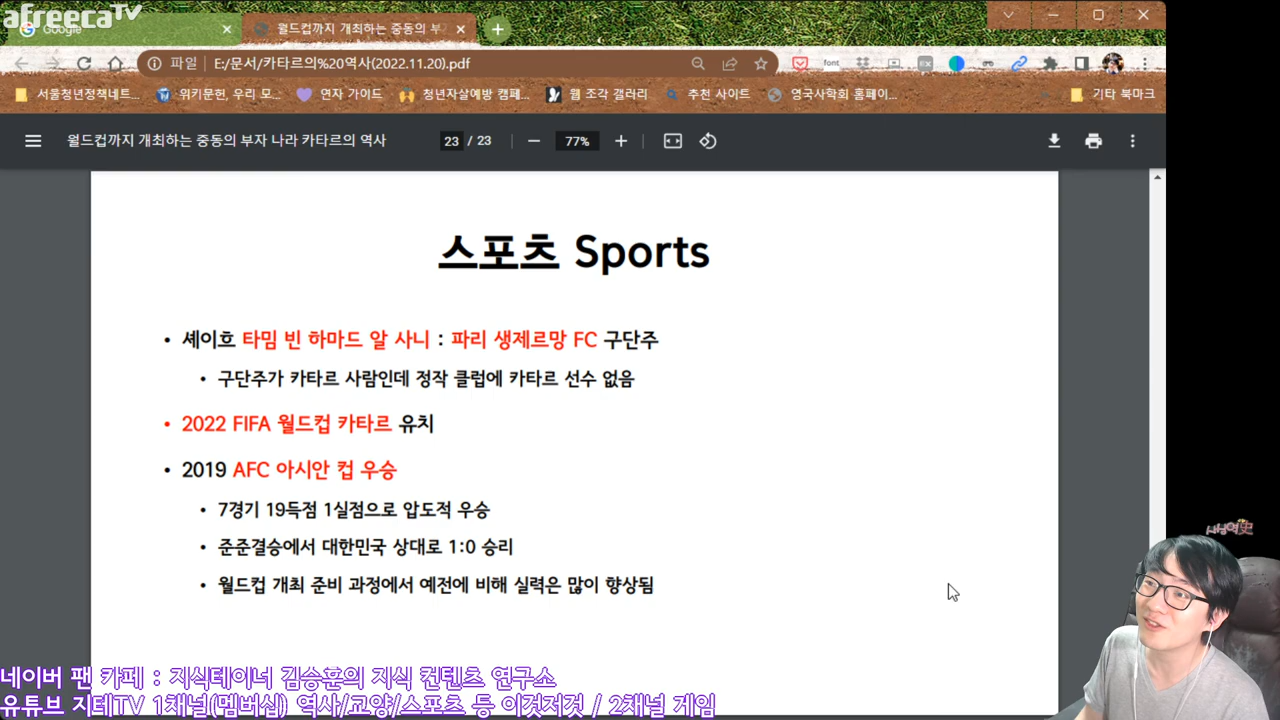 afreecaTV
Google
월드컵까지 개최하는 중동의 부
파일 E:/문서/카타르의%20역사(2022.11.20).pdf
font
서울청년정책네트... 위키문헌, 우리 모... 연자 가이드 청년자살예방 캠페... 웹 조각 갤러리 추천 사이트 영국사학회 홈페이... 기타 북마크
월드컵까지 개최하는 중동의 부자 나라 카타르의 역사 23 / 23 77%
스포츠 Sports
• 셰이흐 타밈 빈 하마드 알 사니 : 파리 생제르망 FC 구단주
• 구단주가 카타르 사람인데 정작 클럽에 카타르 선수 없음
• 2022 FIFA 월드컵 카타르 유치
• 2019 AFC 아시안 컵 우승
• 7경기 19득점 1실점으로 압도적 우승
• 준준결승에서 대한민국 상대로 1:0 승리
• 월드컵 개최 준비 과정에서 예전에 비해 실력은 많이 향상됨
네이버 팬 카페 : 지식테이너 김승훈의 지식 컨텐츠 연구소
유튜브 지테TV 1채널(멤버십) 역사/교양/스포츠 등 이것저것 / 2채널 게임